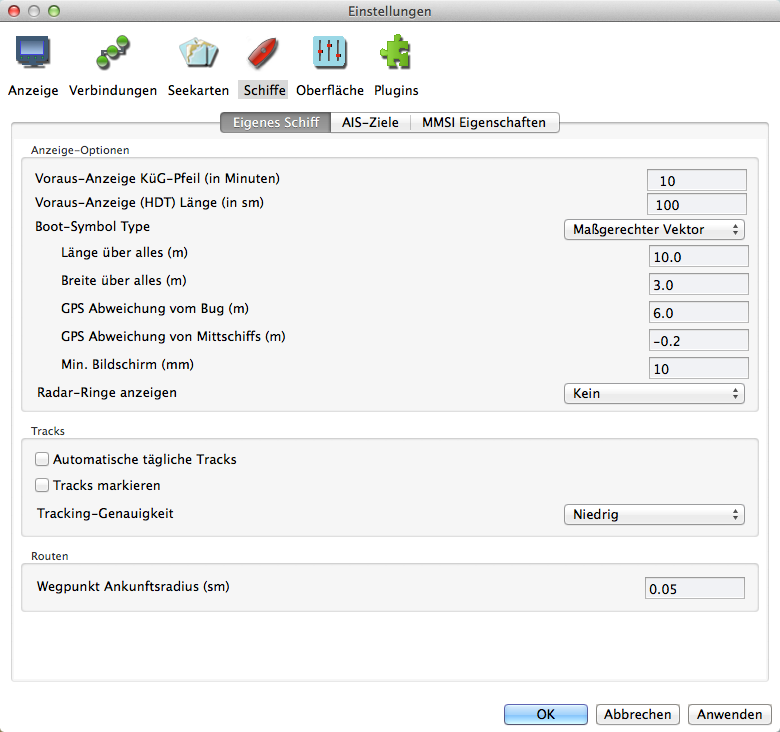 Einstellungen
Anzeige Verbindungen Seekarten Schiffe Oberfläche Plugins
Eigenes Schiff AIS-Ziele MMSI Eigenschaften
Anzeige-Optionen
Voraus-Anzeige KüG-Pfeil (in Minuten) 10
Voraus-Anzeige (HDT) Länge (in sm) 100
Boot-Symbol Type Maßgerechter Vektor
Länge über alles (m) 10.0
Breite über alles (m) 3.0
GPS Abweichung vom Bug (m) 6.0
GPS Abweichung von Mittschiffs (m) -0.2
Min. Bildschirm (mm) 10
Radar-Ringe anzeigen Kein
Tracks
Automatische tägliche Tracks
Tracks markieren
Tracking-Genauigkeit Niedrig
Routen
Wegpunkt Ankunftsradius (sm) 0.05
OK Abbrechen Anwenden